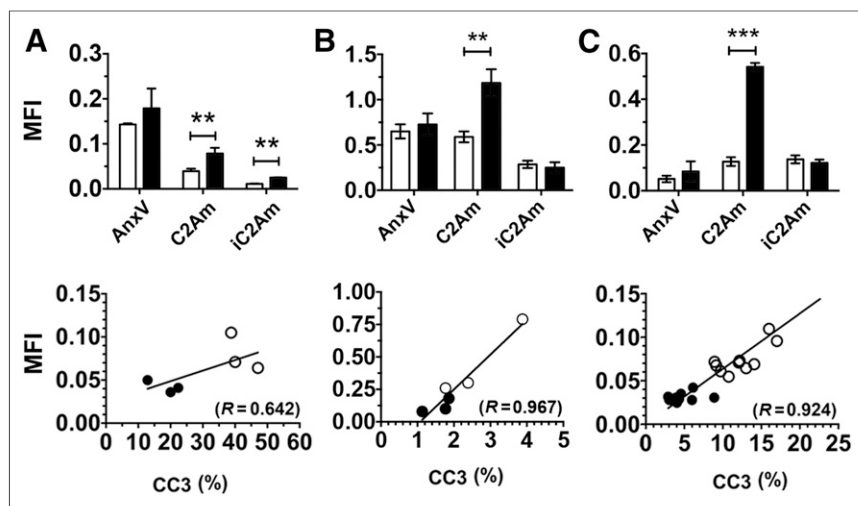 A
B
C
MFI
0.3
0.2
0.1
0.0
**
**
AnxV
C2Am
iC2Am
1.5
1.0
0.5
0.0
**
AnxV
C2Am
iC2Am
0.6
0.4
0.2
0.0
***
AnxV
C2Am
iC2Am
MFI
0.15
0.10
0.05
0.00
(R=0.642)
0 10 20 30 40 50 60
CC3 (%)
1.00
0.75
0.50
0.25
0.00
(R=0.967)
0 1 2 3 4 5
CC3 (%)
0.15
0.10
0.05
0.00
(R=0.924)
0 5 10 15 20 25
CC3 (%)